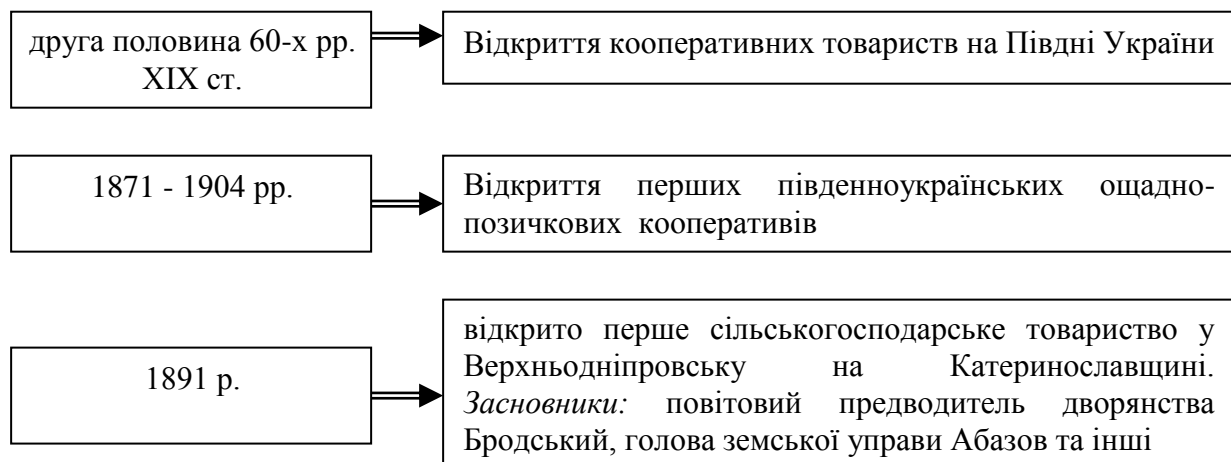 друга половина 60-х рр.
ХІХ ст.
Відкриття кооперативних товариств на Півдні України
1871 - 1904 рр.
Відкриття перших південноукраїнських ощадно-
позичкових кооперативів
1891 р.
відкрито перше сільськогосподарське товариство у
Верхньодніпровську на Катеринославщині.
Засновники: повітовий предводитель дворянства
Бродський, голова земської управи Абазов та інші